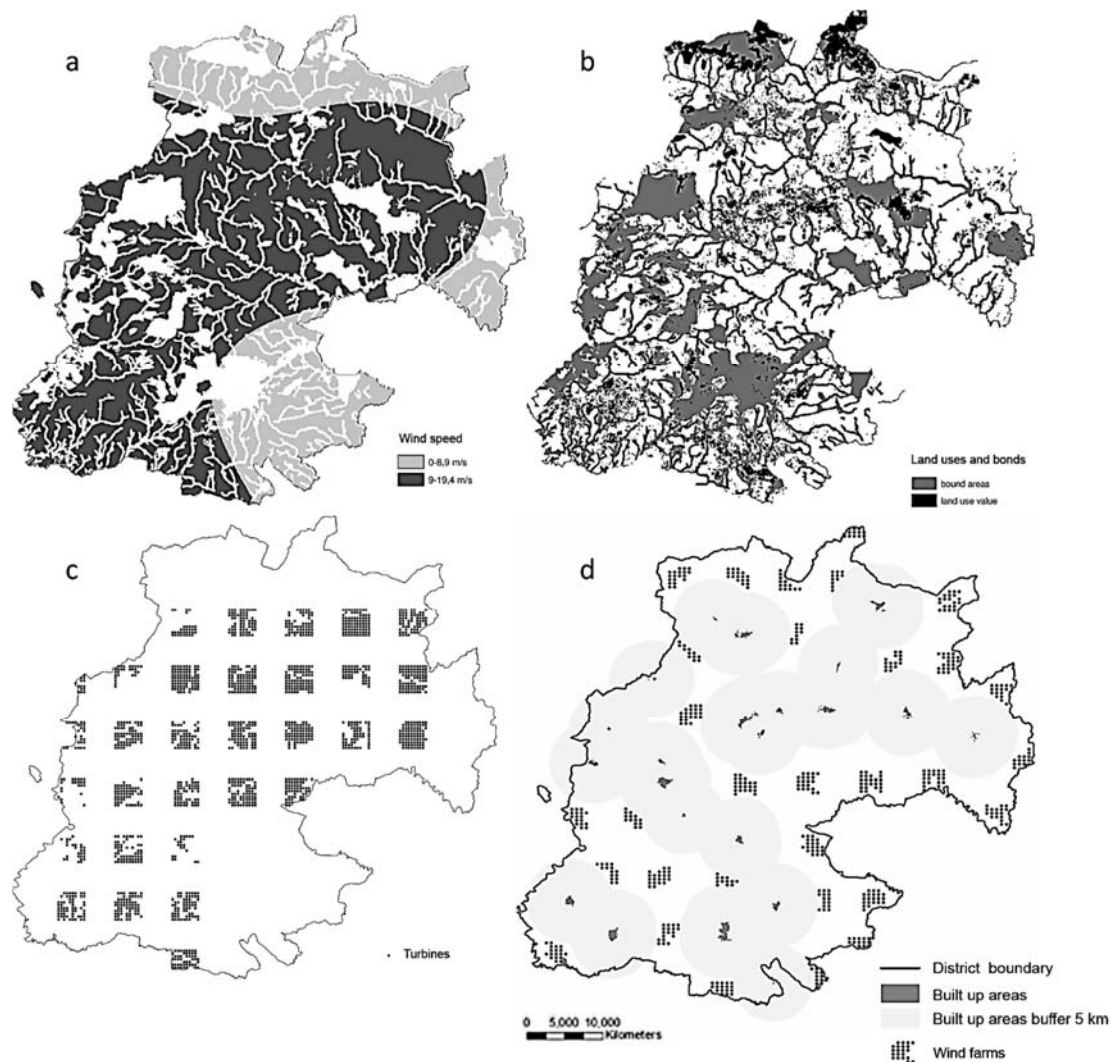 a
Wind speed
0-8,9 m/s
9-19,4 m/s
b
Land uses and bonds
bound areas
land use value
c
Turbines
d
District boundary
Built up areas
Built up areas buffer 5 km
Wind farms
0 5,000 10,000
Kilometers